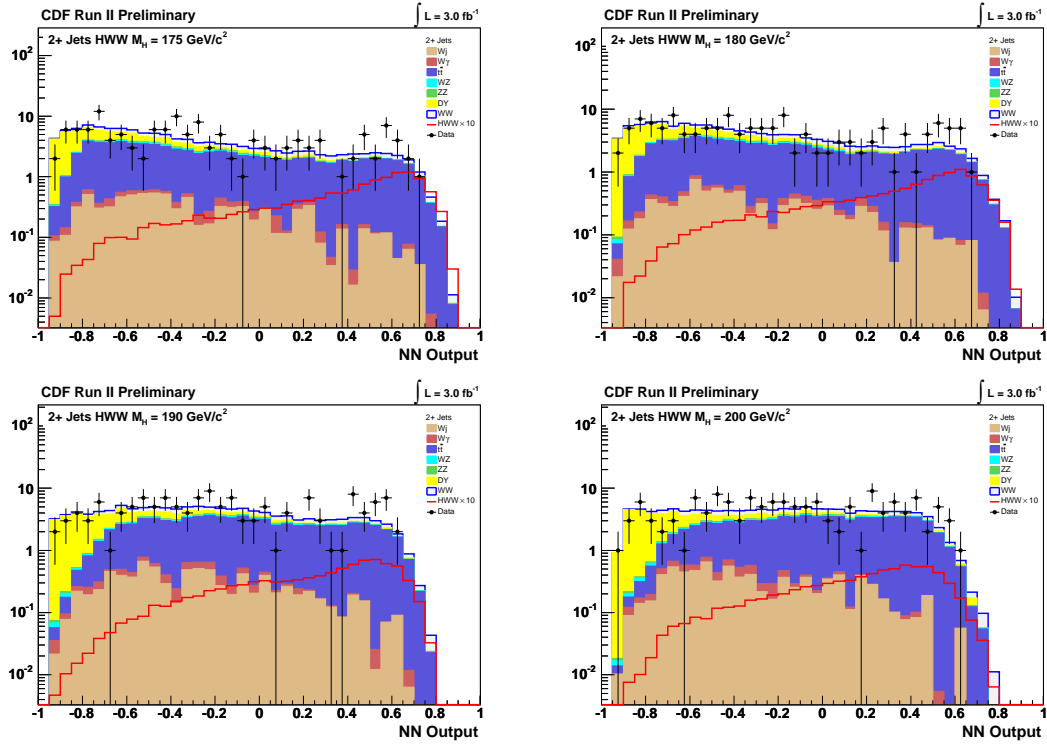 CDF Run II Preliminary
∫ L = 3.0 fb⁻¹
2+ Jets HWW M_H = 175 GeV/c²
2+ Jets
Wj
Wγ
tt̄
WZ
ZZ
DY
WW
HWW×10
Data
10²
10
1
10⁻¹
10⁻²
-1 -0.8 -0.6 -0.4 -0.2 0 0.2 0.4 0.6 0.8 1
NN Output
CDF Run II Preliminary
∫ L = 3.0 fb⁻¹
2+ Jets HWW M_H = 180 GeV/c²
2+ Jets
Wj
Wγ
tt̄
WZ
ZZ
DY
WW
HWW×10
Data
10²
10
1
10⁻¹
10⁻²
-1 -0.8 -0.6 -0.4 -0.2 0 0.2 0.4 0.6 0.8 1
NN Output
CDF Run II Preliminary
∫ L = 3.0 fb⁻¹
2+ Jets HWW M_H = 190 GeV/c²
2+ Jets
Wj
Wγ
tt̄
WZ
ZZ
DY
WW
HWW×10
Data
10²
10
1
10⁻¹
10⁻²
-1 -0.8 -0.6 -0.4 -0.2 0 0.2 0.4 0.6 0.8 1
NN Output
CDF Run II Preliminary
∫ L = 3.0 fb⁻¹
2+ Jets HWW M_H = 200 GeV/c²
2+ Jets
Wj
Wγ
tt̄
WZ
ZZ
DY
WW
HWW×10
Data
10²
10
1
10⁻¹
10⁻²
-1 -0.8 -0.6 -0.4 -0.2 0 0.2 0.4 0.6 0.8 1
NN Output